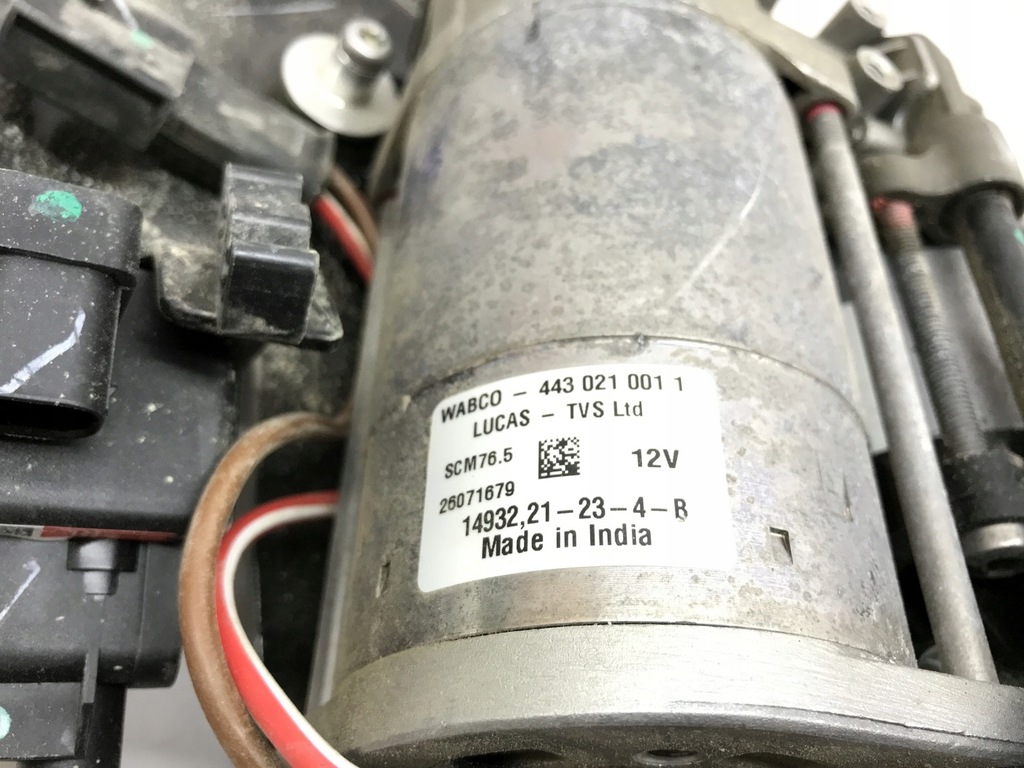 WABCO - 443 021 001 1
LUCAS - TVS Ltd
SCM76.5
12V
26071679
14932,21-23-4-B
Made in India